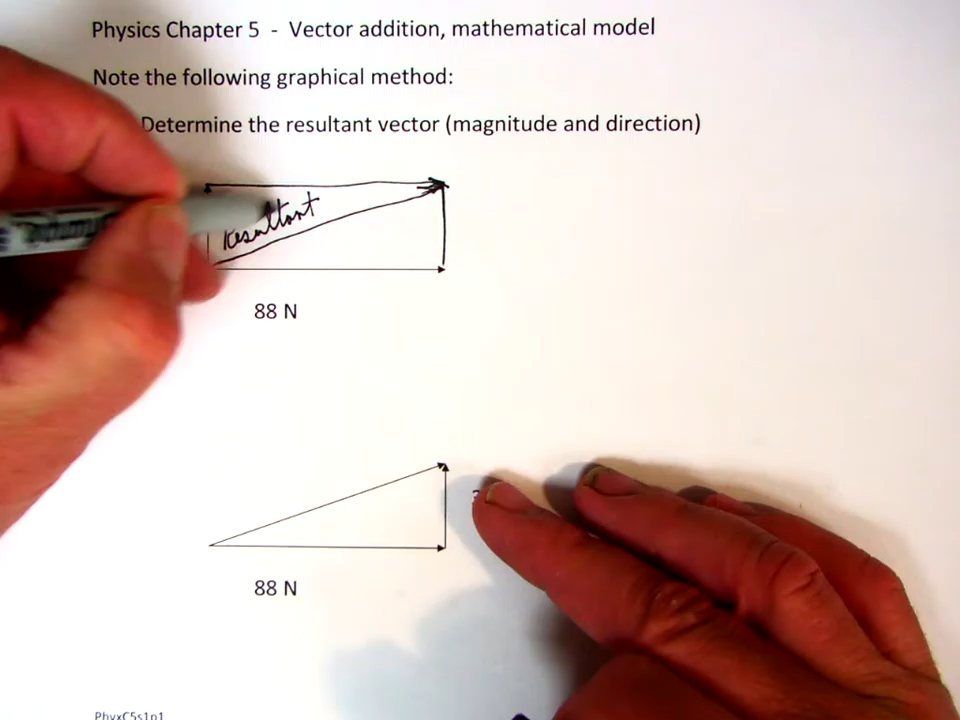 Physics Chapter 5 - Vector addition, mathematical model
Note the following graphical method:
Determine the resultant vector (magnitude and direction)
Resultant
88 N
88 N
PhyxC5s1p1